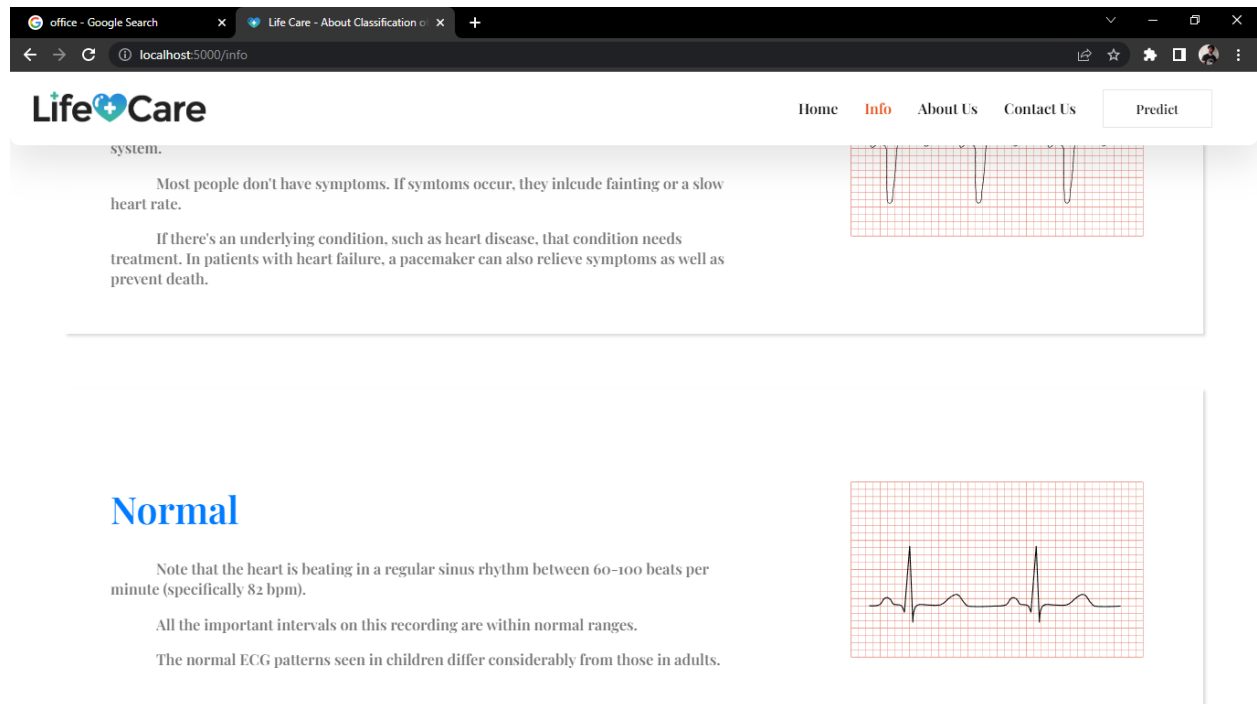 office - Google Search
Life Care - About Classification of
localhost:5000/info
Life Care
Home Info About Us Contact Us Predict
system.
Most people don't have symptoms. If symtoms occur, they inlcude fainting or a slow
heart rate.
If there's an underlying condition, such as heart disease, that condition needs
treatment. In patients with heart failure, a pacemaker can also relieve symptoms as well as
prevent death.
Normal
Note that the heart is beating in a regular sinus rhythm between 60-100 beats per
minute (specifically 82 bpm).
All the important intervals on this recording are within normal ranges.
The normal ECG patterns seen in children differ considerably from those in adults.